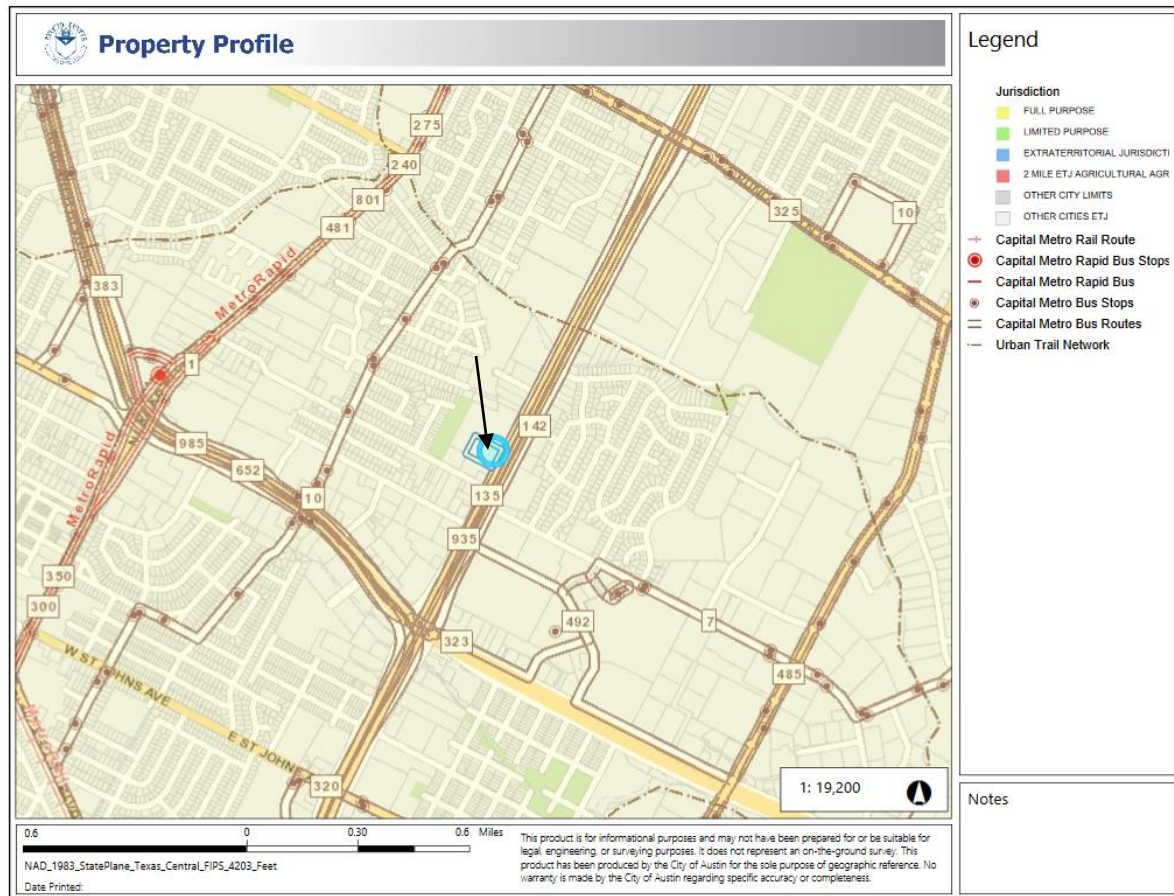 Property Profile
275
240
801
481
MetroRapid
383
1
325
10
142
985
652
10
135
935
MetroRapid
350
300
323
492
7
485
W ST JOHNS AVE
E ST JOHNS
320
1: 19,200
0.6
0
0.30
0.6 Miles
NAD_1983_StatePlane_Texas_Central_FIPS_4203_Feet
Date Printed:
This product is for informational purposes and may not have been prepared for or be suitable for
legal, engineering, or surveying purposes. It does not represent an on-the-ground survey. This
product has been produced by the City of Austin for the sole purpose of geographic reference. No
warranty is made by the City of Austin regarding specific accuracy or completeness.
Legend
Jurisdiction
FULL PURPOSE
LIMITED PURPOSE
EXTRATERRITORIAL JURISDICTI
2 MILE ETJ AGRICULTURAL AGR
OTHER CITY LIMITS
OTHER CITIES ETJ
Capital Metro Rail Route
Capital Metro Rapid Bus Stops
Capital Metro Rapid Bus
Capital Metro Bus Stops
Capital Metro Bus Routes
Urban Trail Network
Notes